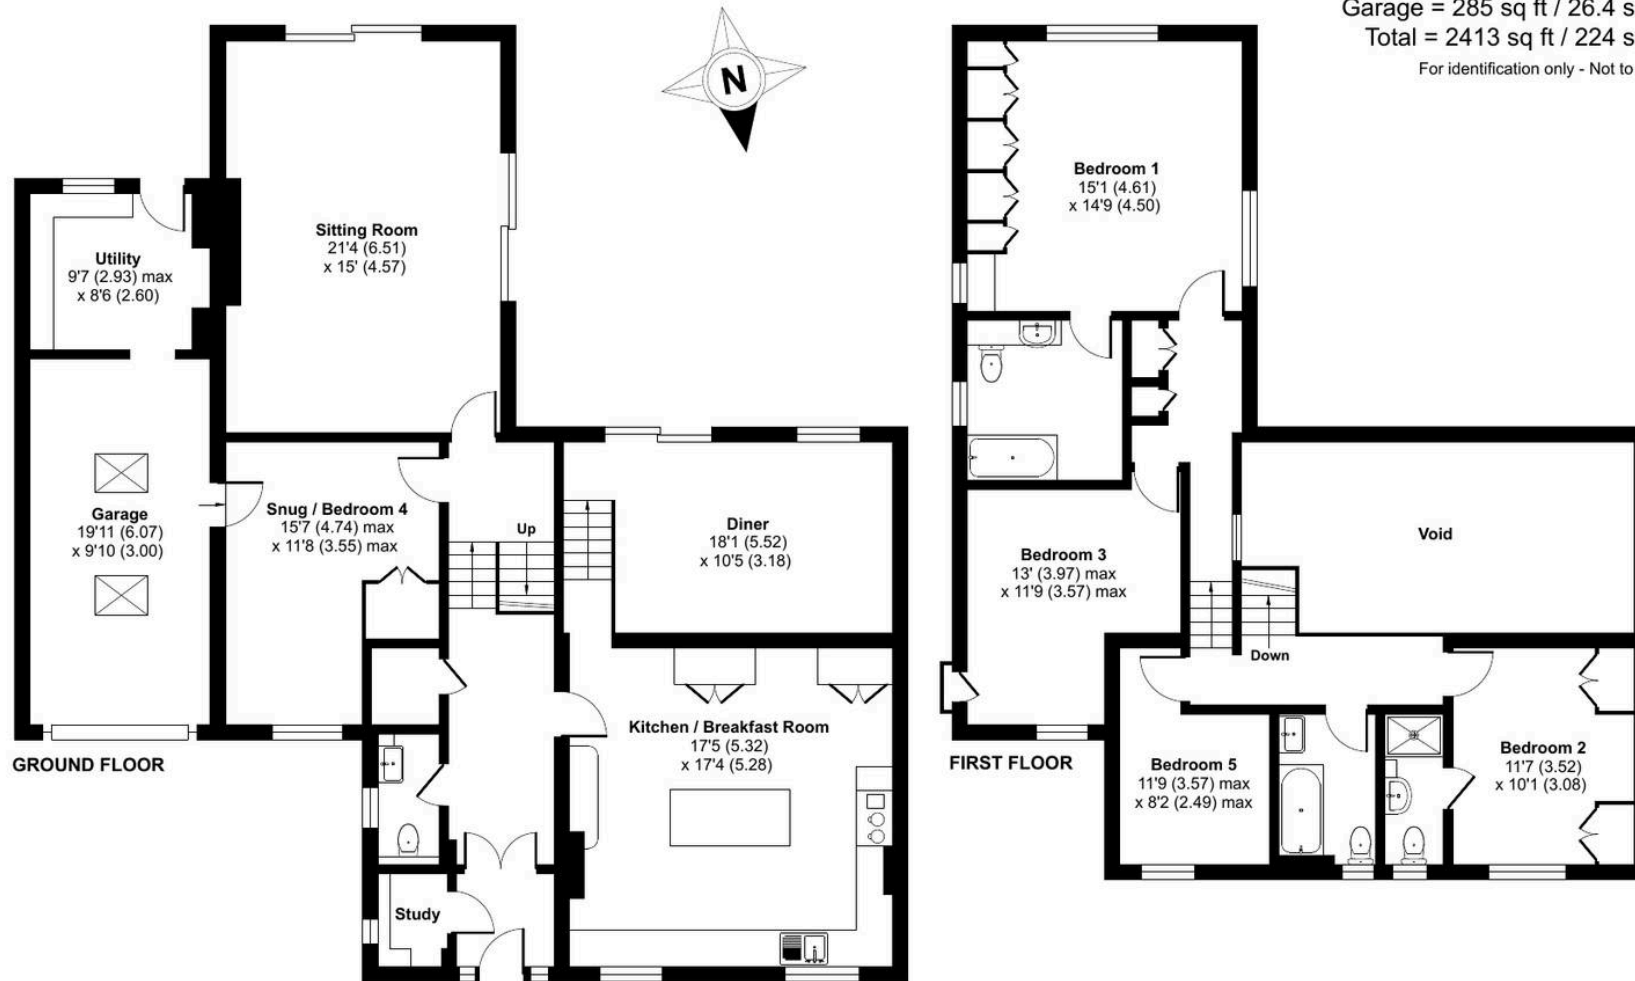 Garage = 285 sq ft / 26.4 s
Total = 2413 sq ft / 224 s
For identification only - Not to
N
Sitting Room
21'4 (6.51)
x 15' (4.57)
Utility
9'7 (2.93) max
x 8'6 (2.60)
Garage
19'11 (6.07)
x 9'10 (3.00)
Snug / Bedroom 4
15'7 (4.74) max
x 11'8 (3.55) max
Up
Diner
18'1 (5.52)
x 10'5 (3.18)
Kitchen / Breakfast Room
17'5 (5.32)
x 17'4 (5.28)
Study
GROUND FLOOR
Bedroom 1
15'1 (4.61)
x 14'9 (4.50)
Void
Bedroom 3
13' (3.97) max
x 11'9 (3.57) max
Down
Bedroom 5
11'9 (3.57) max
x 8'2 (2.49) max
Bedroom 2
11'7 (3.52)
x 10'1 (3.08)
FIRST FLOOR